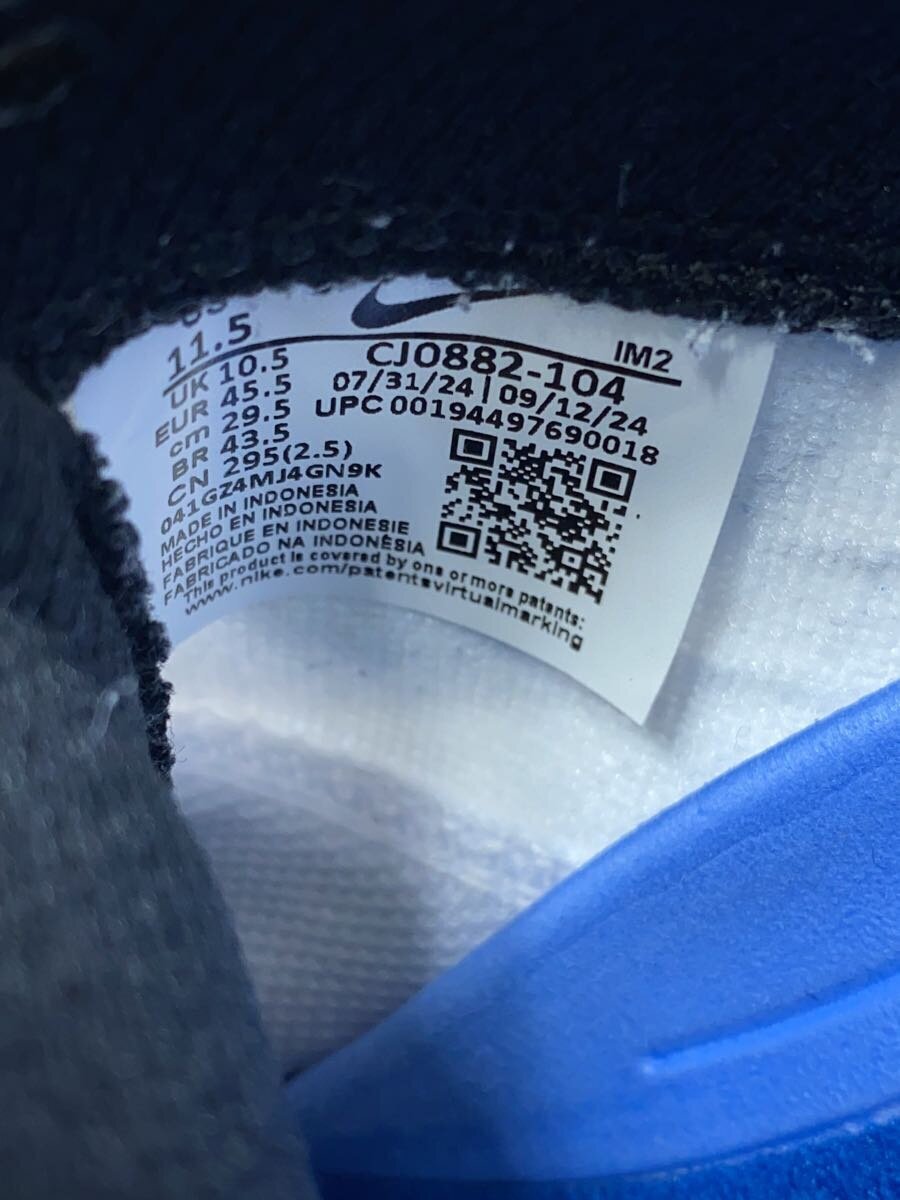 11.5
UK 10.5
EUR 45.5
cm 29.5
BR 43.5
CN 295(2.5)
041GZ4MJ4GN9K
MADE IN INDONESIA
HECHO EN INDONESIA
FABRIQUE EN INDONESIE
FABRICADO NA INDONÈSIA
This product is covered by one or more patents:
www.nike.com/patentsvirtualmarking
IM2
CJ0882-104
07/31/24 | 09/12/24
UPC 00194497690018